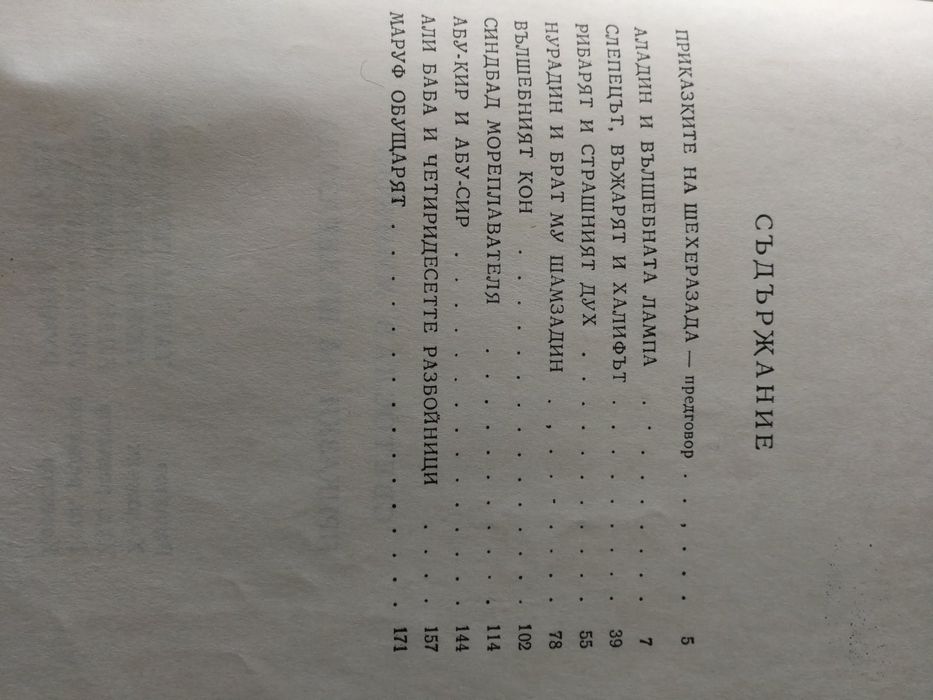 СЪДЪРЖАНИЕ
ПРИКАЗКИТЕ НА ШЕХЕРАЗАДА — предговор . . , . . . 5
АЛАДИН И ВЪЛШЕБНАТА ЛАМПА . . . . . . . . 7
СЛЕПЕЦЪТ, ВЪЖАРЯТ И ХАЛИФЪТ . . . . . . . . 39
РИБАРЯТ И СТРАШНИЯТ ДУХ . . . . . . . . . . 55
НУРАДИН И БРАТ МУ ШАМЗАДИН . , . . - . . . . 78
ВЪЛШЕБНИЯТ КОН . . . . . . . . . . . . . . 102
СИНДБАД МОРЕПЛАВАТЕЛЯ . . . . . . . . . . 114
АБУ-КИР И АБУ-СИР . . . . . . . . . . . . . . 144
АЛИ БАБА И ЧЕТИРИДЕСЕТТЕ РАЗБОЙНИЦИ . . . . 157
МАРУФ ОБУЩАРЯТ . . . . . . . . . . . . . . . 171